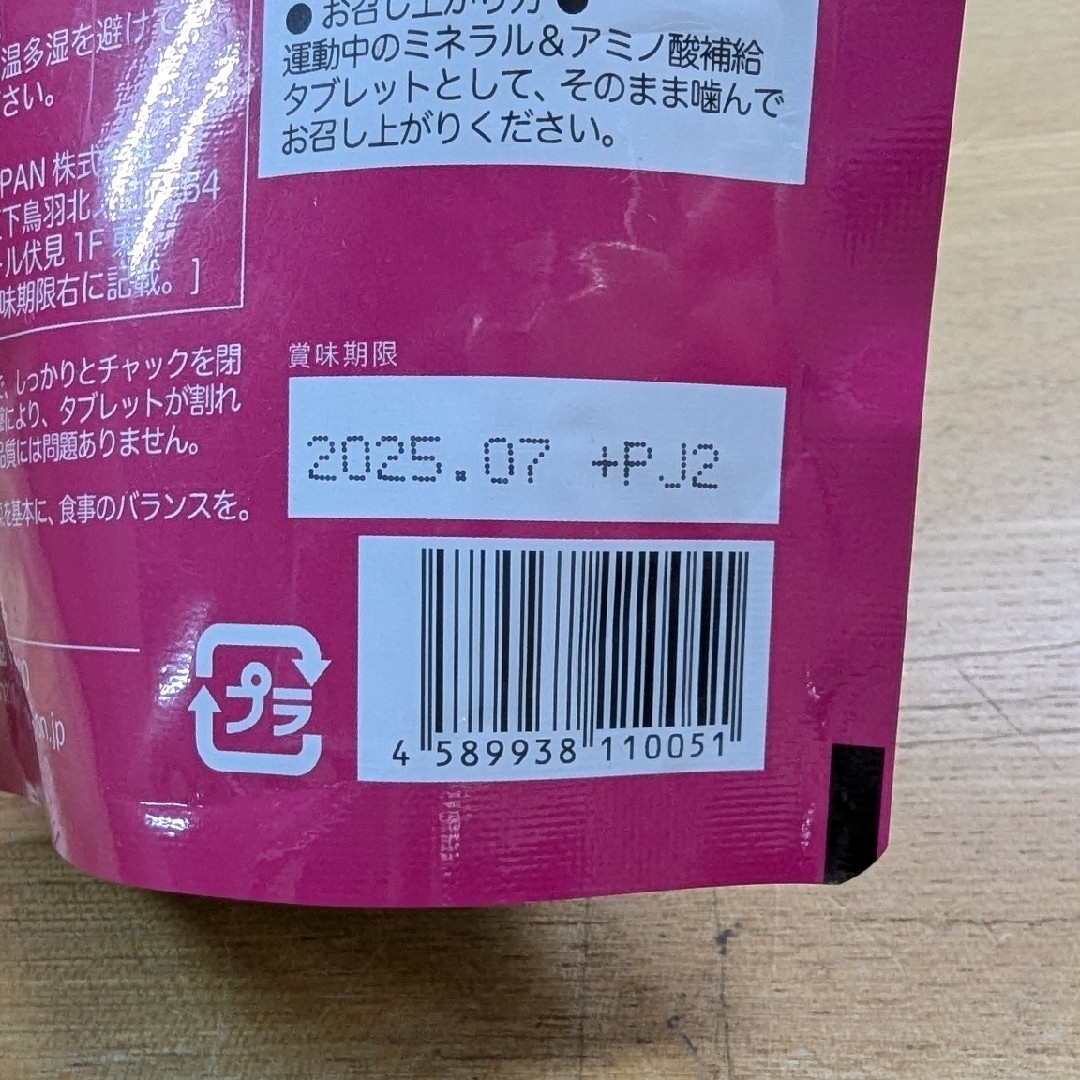 温多湿を避けて
さい。
PAN 株式
下鳥羽北
64
ール伏見 1F
味期限右に記載。]
しっかりとチャックを閉
により、タブレットが割れ
品質には問題ありません。
を基本に、食事のバランスを。
n.jp
● お召し上がり方 ●
運動中のミネラル&アミノ酸補給
タブレットとして、そのまま噛んで
お召し上がりください。
賞味期限
2025.07 +PJ2
4 589938 110051
プラ